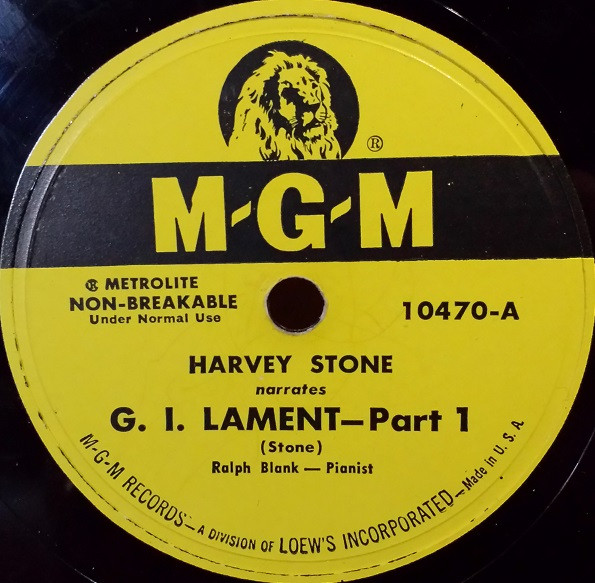 ®
M-G-M
® METROLITE
NON-BREAKABLE
Under Normal Use
10470-A
HARVEY STONE
narrates
G. I. LAMENT—Part 1
(Stone)
Ralph Blank — Pianist
M-G-M RECORDS—A DIVISION OF LOEW'S INCORPORATED—Made in U. S. A.